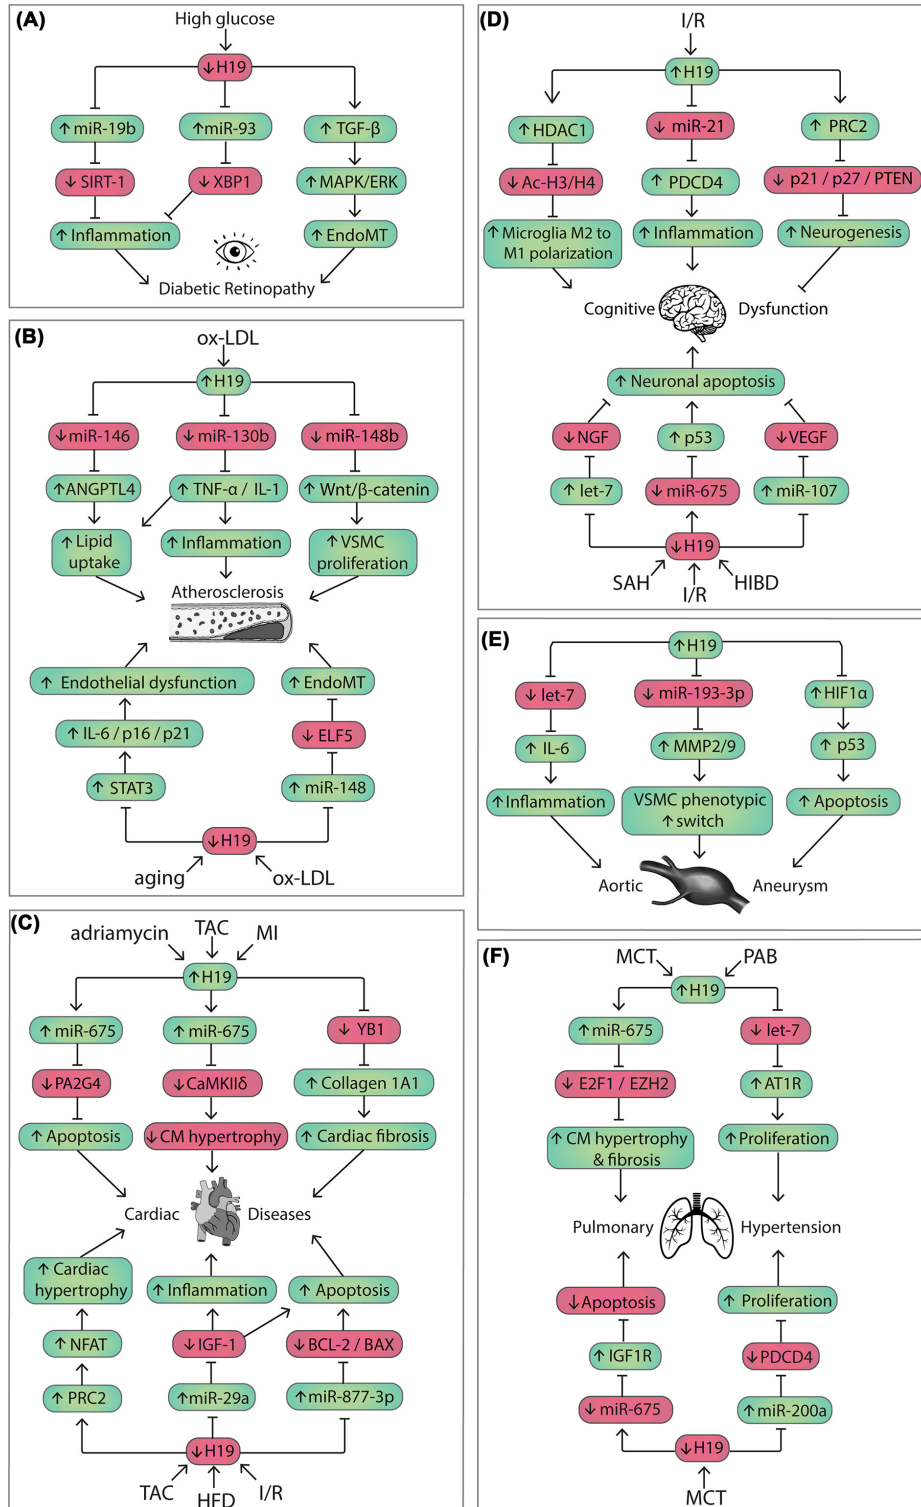 (A)
High glucose
↓H19
↑miR-19b
↑miR-93
↑TGF-β
↓SIRT-1
↓XBP1
↑MAPK/ERK
↑Inflammation
↑EndoMT
Diabetic Retinopathy
(B)
ox-LDL
↑H19
↓miR-146
↓miR-130b
↓miR-148b
↑ANGPTL4
↑TNF-α / IL-1
↑Wnt/β-catenin
↑Lipid
uptake
↑Inflammation
↑VSMC
proliferation
Atherosclerosis
↑Endothelial dysfunction
↑EndoMT
↑IL-6 / p16 / p21
↓ELF5
↑STAT3
↑miR-148
↓H19
aging
ox-LDL
(C)
adriamycin
TAC
MI
↑H19
↑miR-675
↑miR-675
↓YB1
↓PA2G4
↓CaMKIIδ
↑Collagen 1A1
↑Apoptosis
↓CM hypertrophy
↑Cardiac fibrosis
Cardiac
Diseases
↑Cardiac
hypertrophy
↑Inflammation
↑Apoptosis
↑NFAT
↓IGF-1
↓BCL-2 / BAX
↑PRC2
↑miR-29a
↑miR-877-3p
↓H19
TAC
HFD
I/R
(D)
I/R
↑H19
↑HDAC1
↓miR-21
↑PRC2
↓Ac-H3/H4
↑PDCD4
↓p21 / p27 / PTEN
↑Microglia M2 to
M1 polarization
↑Inflammation
↑Neurogenesis
Cognitive
Dysfunction
↑Neuronal apoptosis
↓NGF
↑p53
↓VEGF
↑let-7
↓miR-675
↑miR-107
↓H19
SAH
I/R
HIBD
(E)
↑H19
↓let-7
↓miR-193-3p
↑HIF1α
↑IL-6
↑MMP2/9
↑p53
↑Inflammation
VSMC phenotypic
↑switch
↑Apoptosis
Aortic
Aneurysm
(F)
MCT
PAB
↑H19
↑miR-675
↓let-7
↓E2F1 / EZH2
↑AT1R
↑CM hypertrophy
& fibrosis
↑Proliferation
Pulmonary
Hypertension
↓Apoptosis
↑Proliferation
↑IGF1R
↓PDCD4
↓miR-675
↑miR-200a
↓H19
MCT